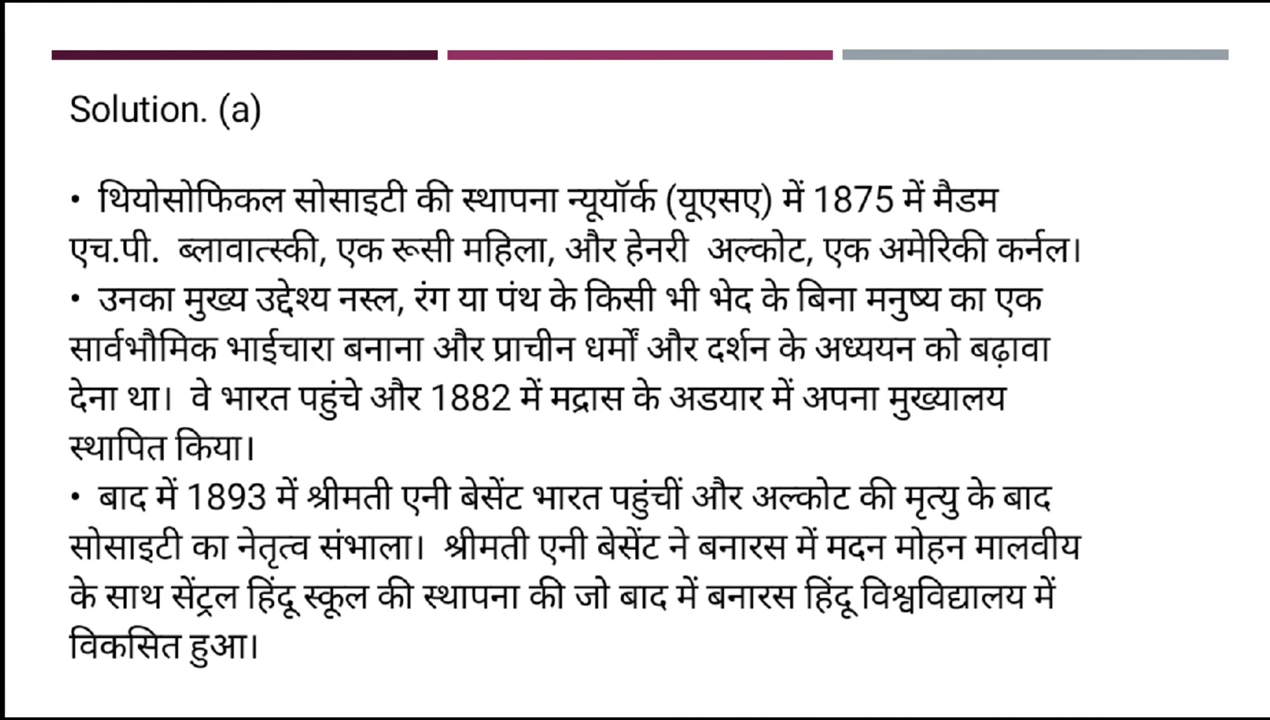 Solution. (a)
• थियोसोफिकल सोसाइटी की स्थापना न्यूयॉर्क (यूएसए) में 1875 में मैडम
एच.पी. ब्लावात्स्की, एक रूसी महिला, और हेनरी अल्कोट, एक अमेरिकी कर्नल।
• उनका मुख्य उद्देश्य नस्ल, रंग या पंथ के किसी भी भेद के बिना मनुष्य का एक
सार्वभौमिक भाईचारा बनाना और प्राचीन धर्मों और दर्शन के अध्ययन को बढ़ावा
देना था। वे भारत पहुंचे और 1882 में मद्रास के अडयार में अपना मुख्यालय
स्थापित किया।
• बाद में 1893 में श्रीमती एनी बेसेंट भारत पहुंचीं और अल्कोट की मृत्यु के बाद
सोसाइटी का नेतृत्व संभाला। श्रीमती एनी बेसेंट ने बनारस में मदन मोहन मालवीय
के साथ सेंट्रल हिंदू स्कूल की स्थापना की जो बाद में बनारस हिंदू विश्वविद्यालय में
विकसित हुआ।